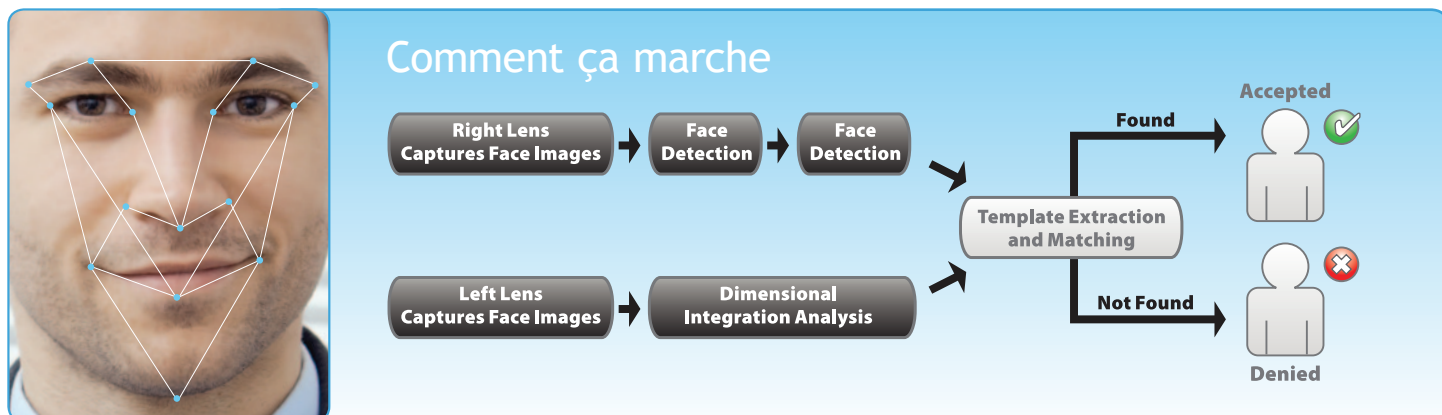 Comment ça marche
Right Lens
Captures Face Images
Face
Detection
Face
Detection
Left Lens
Captures Face Images
Dimensional
Integration Analysis
Template Extraction
and Matching
Found
Accepted
Not Found
Denied